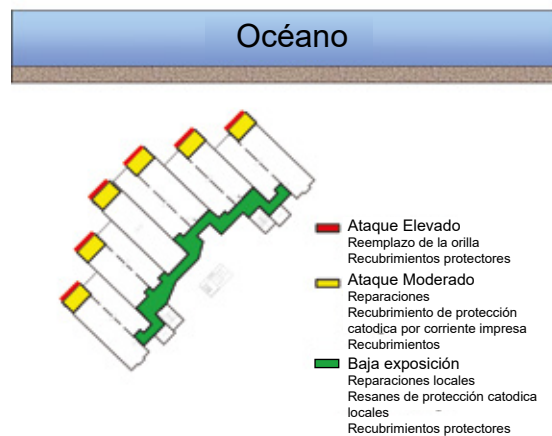 Océano
Ataque Elevado
Reemplazo de la orilla
Recubrimientos protectores
Ataque Moderado
Reparaciones
Recubrimiento de protección
catodica por corriente impresa
Recubrimientos
Baja exposición
Reparaciones locales
Resanes de protección catodica
locales
Recubrimientos protectores